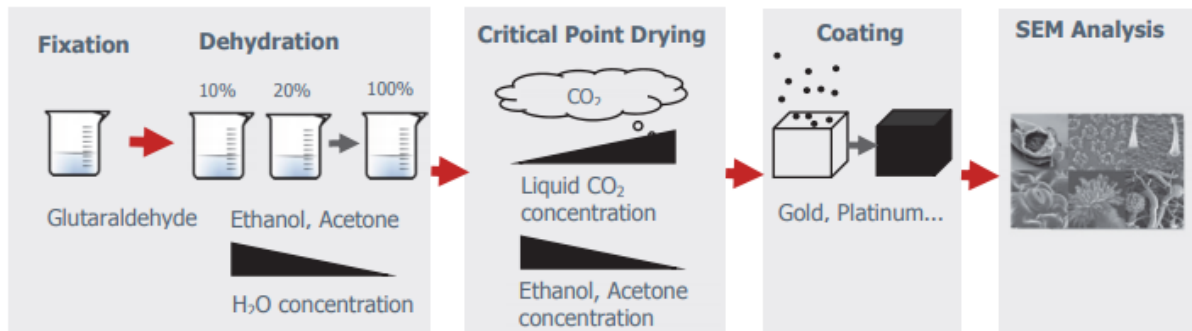 Fixation
Glutaraldehyde
Dehydration
10%
20%
100%
Ethanol, Acetone
H₂O concentration
Critical Point Drying
CO₂
Liquid CO₂
concentration
Ethanol, Acetone
concentration
Coating
Gold, Platinum...
SEM Analysis